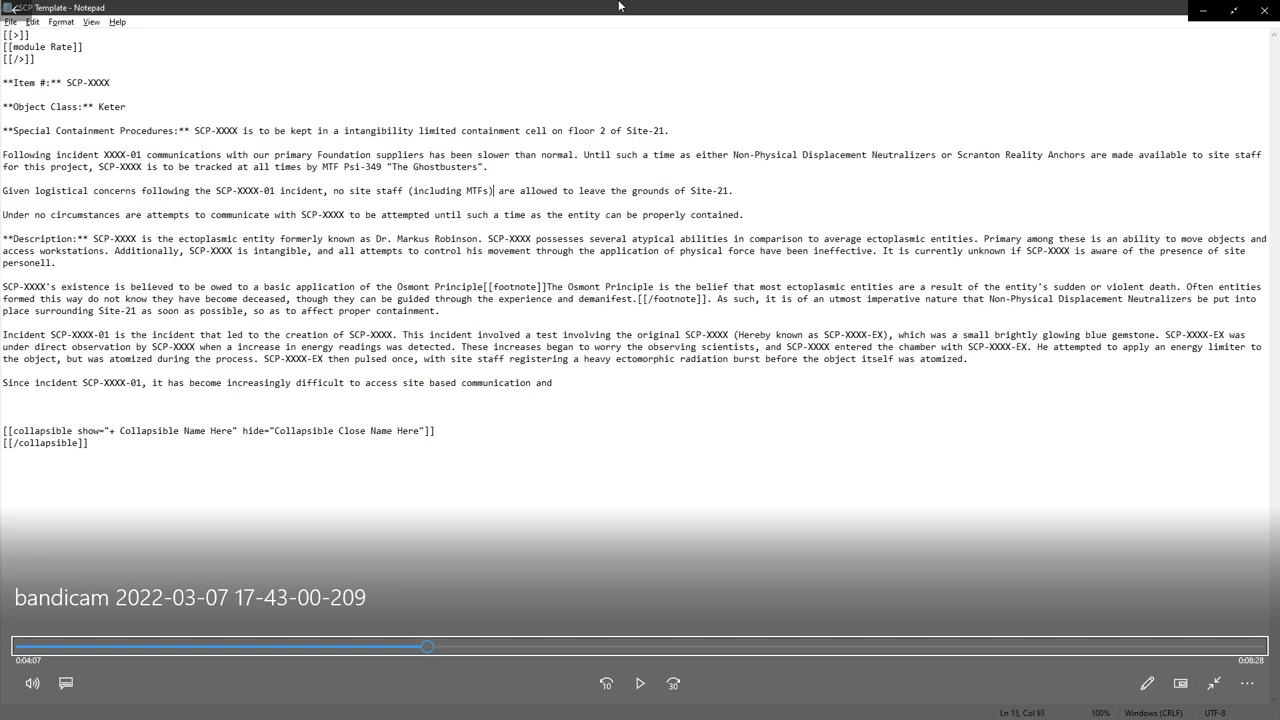 SCP Template - Notepad
File Edit Format View Help
[[>]]
[[module Rate]]
[[/>]]
**Item #:** SCP-XXXX
**Object Class:** Keter
**Special Containment Procedures:** SCP-XXXX is to be kept in a intangibility limited containment cell on floor 2 of Site-21.
Following incident XXXX-01 communications with our primary Foundation suppliers has been slower than normal. Until such a time as either Non-Physical Displacement Neutralizers or Scranton Reality Anchors are made available to site staff
for this project, SCP-XXXX is to be tracked at all times by MTF Psi-349 "The Ghostbusters".
Given logistical concerns following the SCP-XXXX-01 incident, no site staff (including MTFs) are allowed to leave the grounds of Site-21.
Under no circumstances are attempts to communicate with SCP-XXXX to be attempted until such a time as the entity can be properly contained.
**Description:** SCP-XXXX is the ectoplasmic entity formerly known as Dr. Markus Robinson. SCP-XXXX possesses several atypical abilities in comparison to average ectoplasmic entities. Primary among these is an ability to move objects and
access workstations. Additionally, SCP-XXXX is intangible, and all attempts to control his movement through the application of physical force have been ineffective. It is currently unknown if SCP-XXXX is aware of the presence of site
personell.
SCP-XXXX's existence is believed to be owed to a basic application of the Osmont Principle[[footnote]]The Osmont Principle is the belief that most ectoplasmic entities are a result of the entity's sudden or violent death. Often entities
formed this way do not know they have become deceased, though they can be guided through the experience and demanifest.[[/footnote]]. As such, it is of an utmost imperative nature that Non-Physical Displacement Neutralizers be put into
place surrounding Site-21 as soon as possible, so as to affect proper containment.
Incident SCP-XXXX-01 is the incident that led to the creation of SCP-XXXX. This incident involved a test involving the original SCP-XXXX (Hereby known as SCP-XXXX-EX), which was a small brightly glowing blue gemstone. SCP-XXXX-EX was
under direct observation by SCP-XXXX when a increase in energy readings was detected. These increases began to worry the observing scientists, and SCP-XXXX entered the chamber with SCP-XXXX-EX. He attempted to apply an energy limiter to
the object, but was atomized during the process. SCP-XXXX-EX then pulsed once, with site staff registering a heavy ectomorphic radiation burst before the object itself was atomized.
Since incident SCP-XXXX-01, it has become increasingly difficult to access site based communication and
[[collapsible show="+ Collapsible Name Here" hide="Collapsible Close Name Here"]]
[[/collapsible]]
bandicam 2022-03-07 17-43-00-209
0:04:07 0:08:28
10 30
Ln 13, Col 93 100% Windows (CRLF) UTF-8